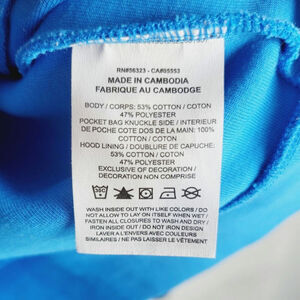 RN#56323 - CA#05553
MADE IN CAMBODIA
FABRIQUE AU CAMBODGE
BODY / CORPS: 53% COTTON / COTON
47% POLYESTER
POCKET BAG KNUCKLE SIDE / INTERIEUR
DE POCHE COTE DOS DE LA MAIN: 100%
COTTON / COTON
HOOD LINING / DOUBLURE DE CAPUCHE:
53% COTTON / COTON
47% POLYESTER
EXCLUSIVE OF DECORATION /
DECORATION NON COMPRISE
WASH INSIDE OUT WITH LIKE COLORS / DO
NOT ALLOW TO LAY ON ITSELF WHEN WET /
FASTEN ALL CLOSURES TO WASH AND DRY /
IRON INSIDE OUT / DO NOT IRON DESIGN
LAVER A L'ENVERS AVEC COULEURS
SIMILAIRES / NE PAS LAISSER LE VÊTEMENT